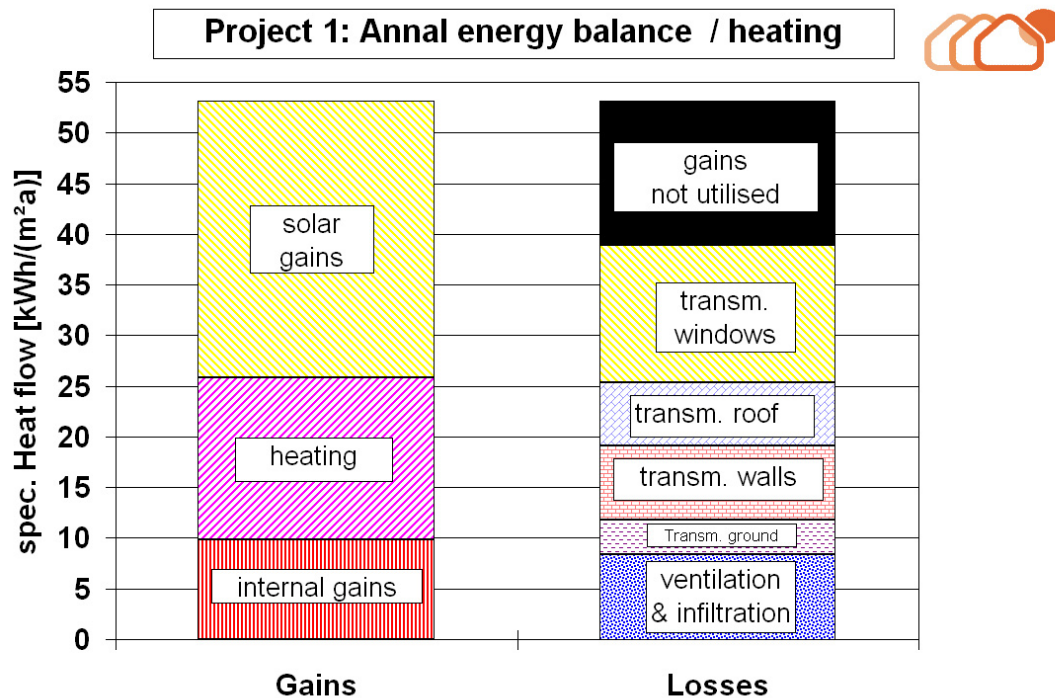 Project 1: Annal energy balance / heating
spec. Heat flow [kWh/(m²a)]
55
50
45
40
35
30
25
20
15
10
5
0
solar
gains
heating
internal gains
gains
not utilised
transm.
windows
transm. roof
transm. walls
Transm. ground
ventilation
& infiltration
Gains
Losses